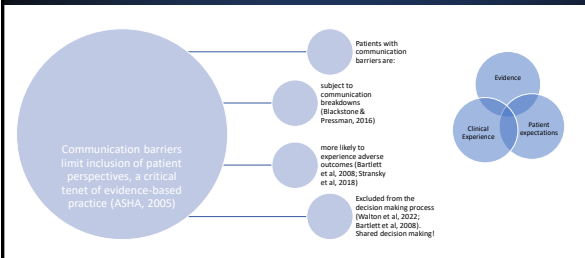 Communication barriers
limit inclusion of patient
perspectives, a critical
tenet of evidence-based
practice (ASHA, 2005)
Patients with
communication
barriers are:
subject to
communication
breakdowns
(Blackstone &
Pressman, 2016)
more likely to
experience adverse
outcomes (Bartlett
et al, 2008; Stransky
et al, 2018)
Excluded from the
decision making process
(Walton et al, 2022;
Bartlett et al, 2008).
Shared decision making!
Evidence
Clinical
Experience
Patient
expectations